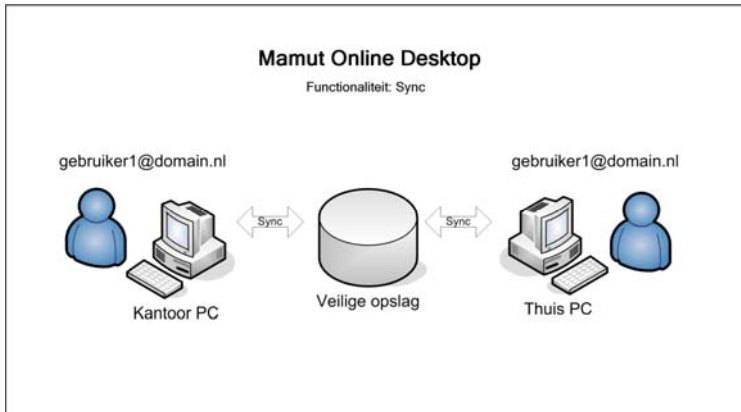 Mamut Online Desktop
Functionaliteit: Sync
gebruiker1@domain.nl
gebruiker1@domain.nl
Sync
Sync
Kantoor PC
Veilige opslag
Thuis PC